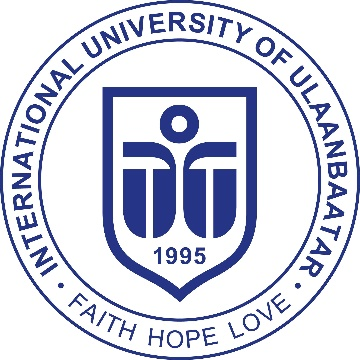 · INTERNATIONAL UNIVERSITY OF ULAANBAATAR ·
1995
FAITH HOPE LOVE